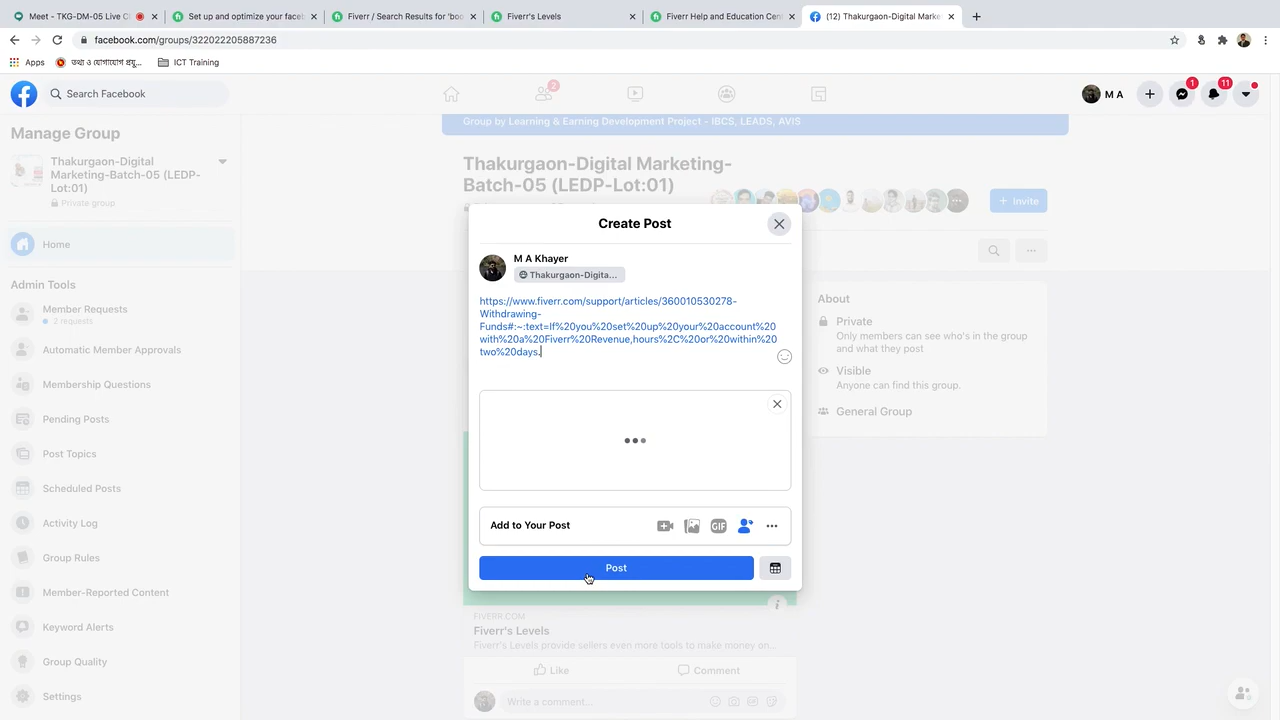 Meet - TKG-DM-05 Live Cl
Set up and optimize your face
Fiverr / Search Results for 'boo
Fiverr's Levels
Fiverr Help and Education Cen
(12) Thakurgaon-Digital Marke
facebook.com/groups/322022205887236
Apps
তথ্য ও যোগাযোগ প্রযু...
ICT Training
Search Facebook
2
M A
1
11
Manage Group
Thakurgaon-Digital
Marketing-Batch-05 (LEDP-
Lot:01)
Private group
Home
Admin Tools
Member Requests
2 requests
Automatic Member Approvals
Membership Questions
Pending Posts
Post Topics
Scheduled Posts
Activity Log
Group Rules
Member-Reported Content
Keyword Alerts
Group Quality
Settings
Group by Learning & Earning Development Project - IBCS, LEADS, AVIS
Thakurgaon-Digital Marketing-
Batch-05 (LEDP-Lot:01)
+ Invite
Create Post
M A Khayer
Thakurgaon-Digita...
https://www.fiverr.com/support/articles/360010530278-
Withdrawing-
Funds#:~:text=If%20you%20set%20up%20your%20account%20
with%20a%20Fiverr%20Revenue,hours%2C%20or%20within%20
two%20days.
Add to Your Post
GIF
Post
About
Private
Only members can see who's in the group
and what they post
Visible
Anyone can find this group.
General Group
FIVERR.COM
Fiverr's Levels
Fiverr's Levels provide sellers even more tools to make money on...
Like
Comment
Write a comment...